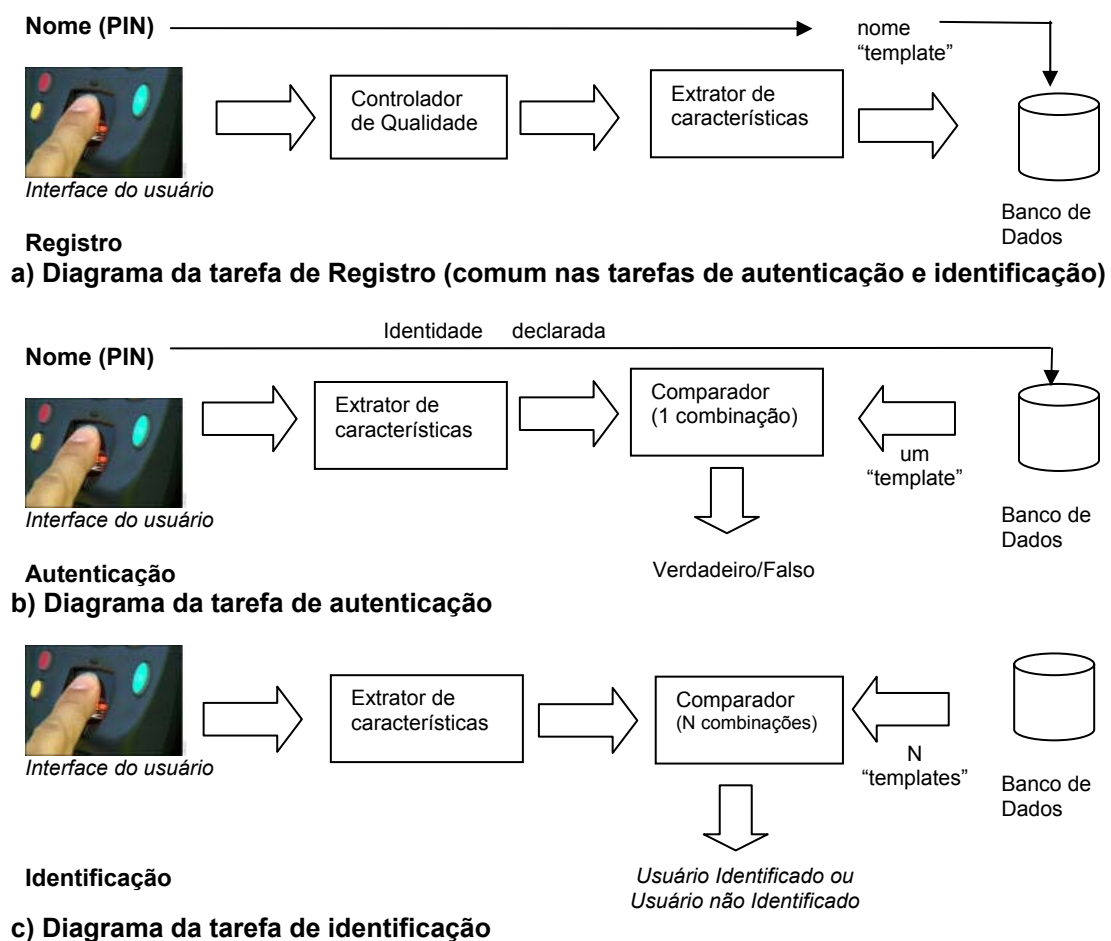 Nome (PIN)
nome
“template”
Controlador
de Qualidade
Extrator de
características
Interface do usuário
Banco de
Dados
Registro
a) Diagrama da tarefa de Registro (comum nas tarefas de autenticação e identificação)
Identidade declarada
Nome (PIN)
Extrator de
características
Comparador
(1 combinação)
um
“template”
Interface do usuário
Banco de
Dados
Verdadeiro/Falso
Autenticação
b) Diagrama da tarefa de autenticação
Extrator de
características
Comparador
(N combinações)
N
“templates”
Interface do usuário
Banco de
Dados
Usuário Identificado ou
Usuário não Identificado
Identificação
c) Diagrama da tarefa de identificação